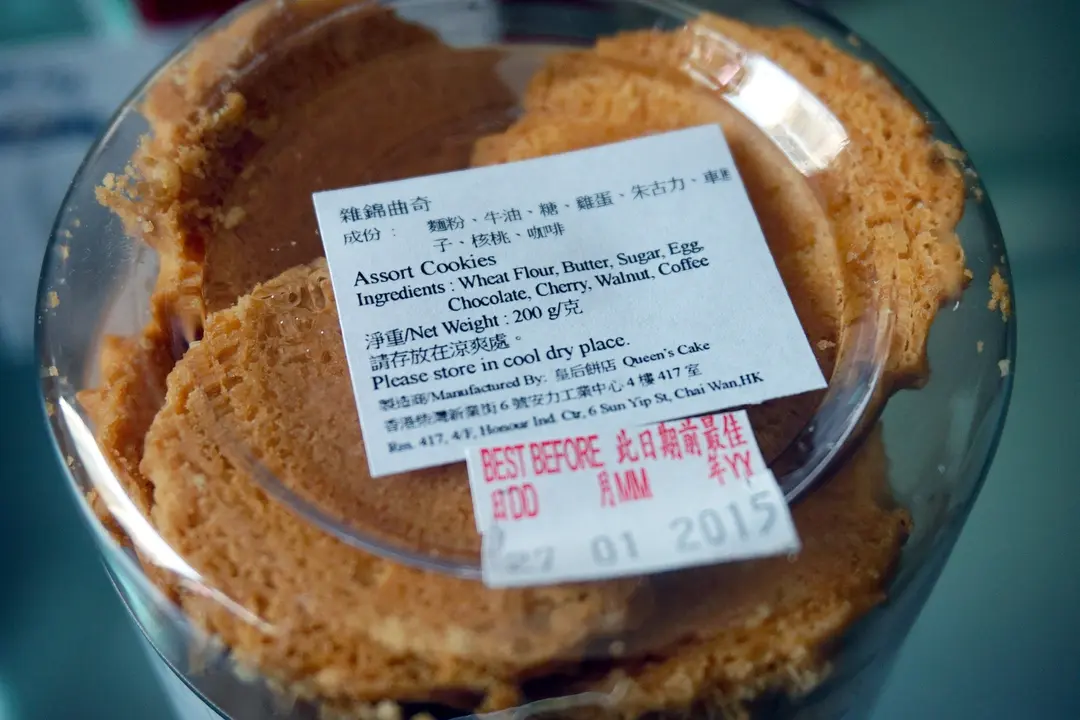 雜錦曲奇
成份： 麵粉、牛油、糖、雞蛋、朱古力、車厘
子、核桃、咖啡
Assort Cookies
Ingredients : Wheat Flour, Butter, Sugar, Egg,
Chocolate, Cherry, Walnut, Coffee
淨重/Net Weight : 200 g/克
請存放在涼爽處。
Please store in cool dry place.
製造商/Manufactured By: 皇后餅店 Queen's Cake
香港柴灣新業街 6 號安力工業中心 4 樓 417 室
Rm. 417, 4/F, Honour Ind. Ctr, 6 Sun Yip St, Chai Wan,HK
BEST BEFORE 此日期前最佳
日DD 月MM 年YY
27 01 2015